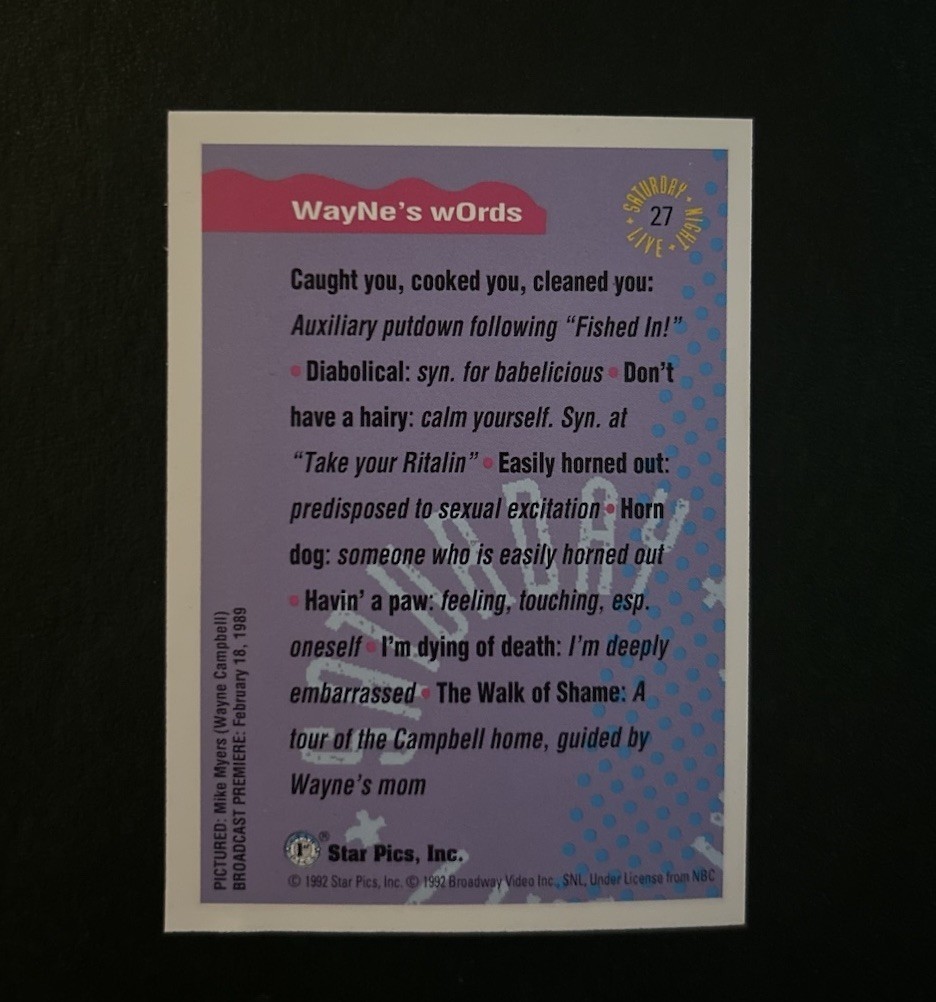 WayNe's wOrds
SATURDAY NIGHT LIVE
27
Caught you, cooked you, cleaned you:
Auxiliary putdown following “Fished In!”
• Diabolical: syn. for babelicious • Don't
have a hairy: calm yourself. Syn. at
“Take your Ritalin” • Easily horned out:
predisposed to sexual excitation • Horn
dog: someone who is easily horned out
• Havin' a paw: feeling, touching, esp.
oneself • I'm dying of death: I'm deeply
embarrassed • The Walk of Shame: A
tour of the Campbell home, guided by
Wayne's mom
SATURDAY
PICTURED: Mike Myers (Wayne Campbell)
BROADCAST PREMIERE: February 18, 1989
1st ® Star Pics, Inc.
© 1992 Star Pics, Inc. © 1992 Broadway Video Inc., SNL, Under License from NBC